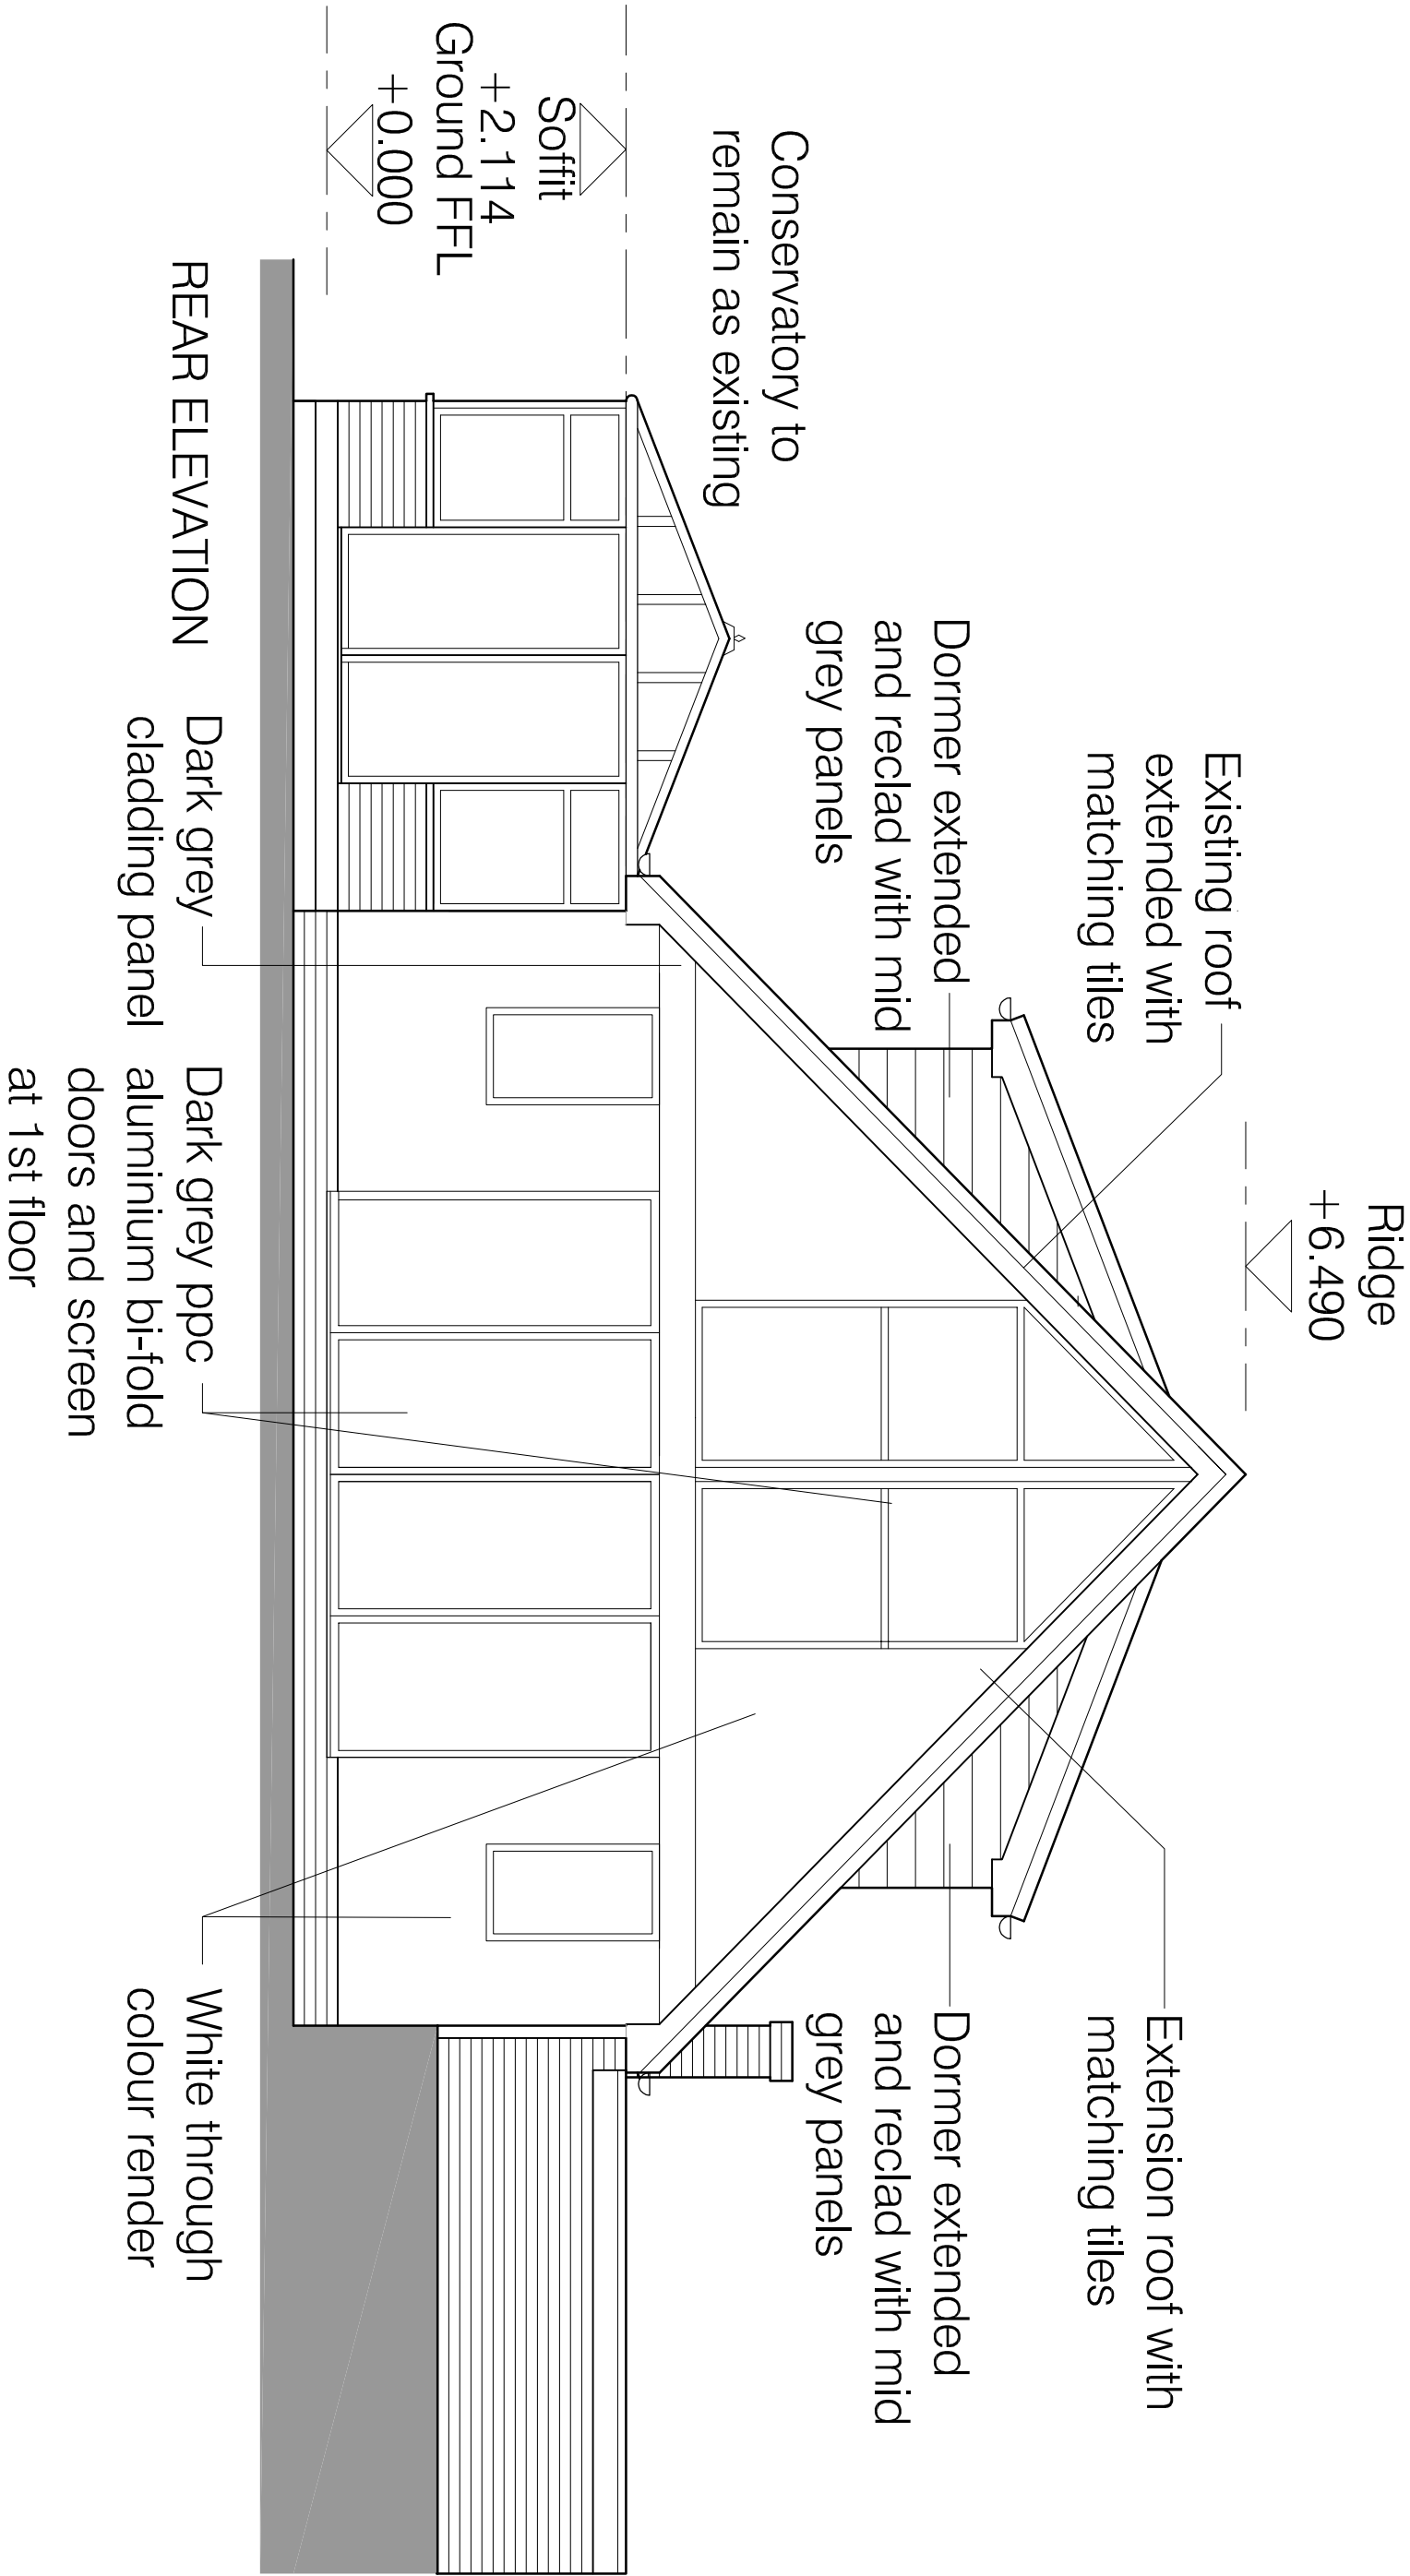 Ridge
+6.490
Existing roof
extended with
matching tiles
Extension roof with
matching tiles
Dormer extended
and reclad with mid
grey panels
Dormer extended
and reclad with mid
grey panels
Conservatory to
remain as existing
Soffit
+2.114
Ground FFL
+0.000
REAR ELEVATION
Dark grey
cladding panel
Dark grey ppc
aluminium bi-fold
doors and screen
at 1st floor
White through
colour render